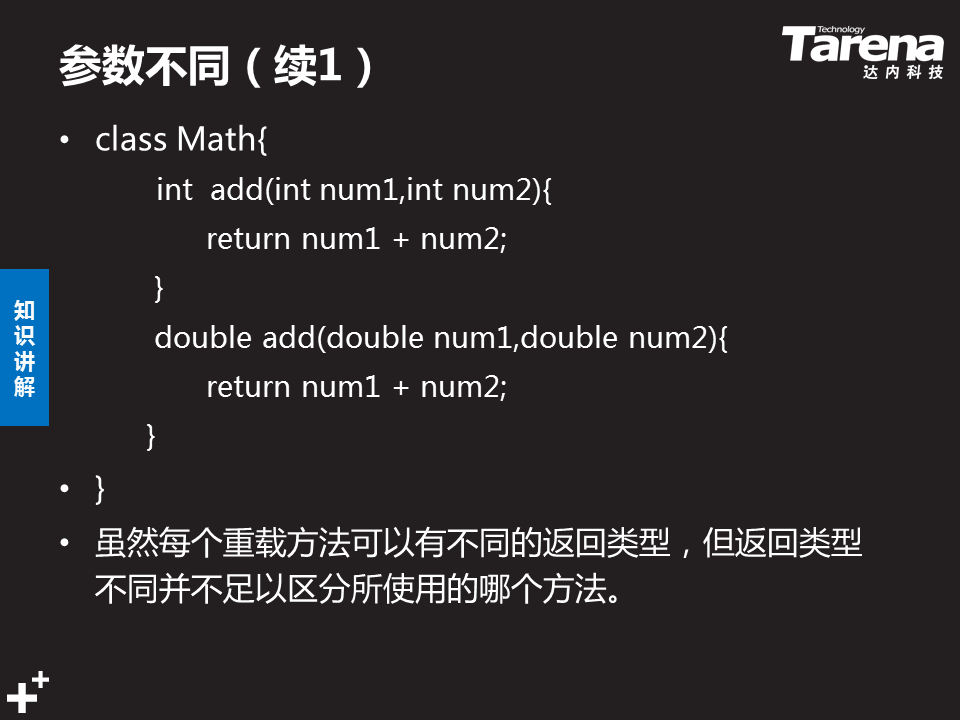 参数不同（续1）
Technology
Tarena
达内科技
• class Math{
int  add(int num1,int num2){
return num1 + num2;
}
double add(double num1,double num2){
return num1 + num2;
}
• }
• 虽然每个重载方法可以有不同的返回类型，但返回类型
不同并不足以区分所使用的哪个方法。
知
识
讲
解